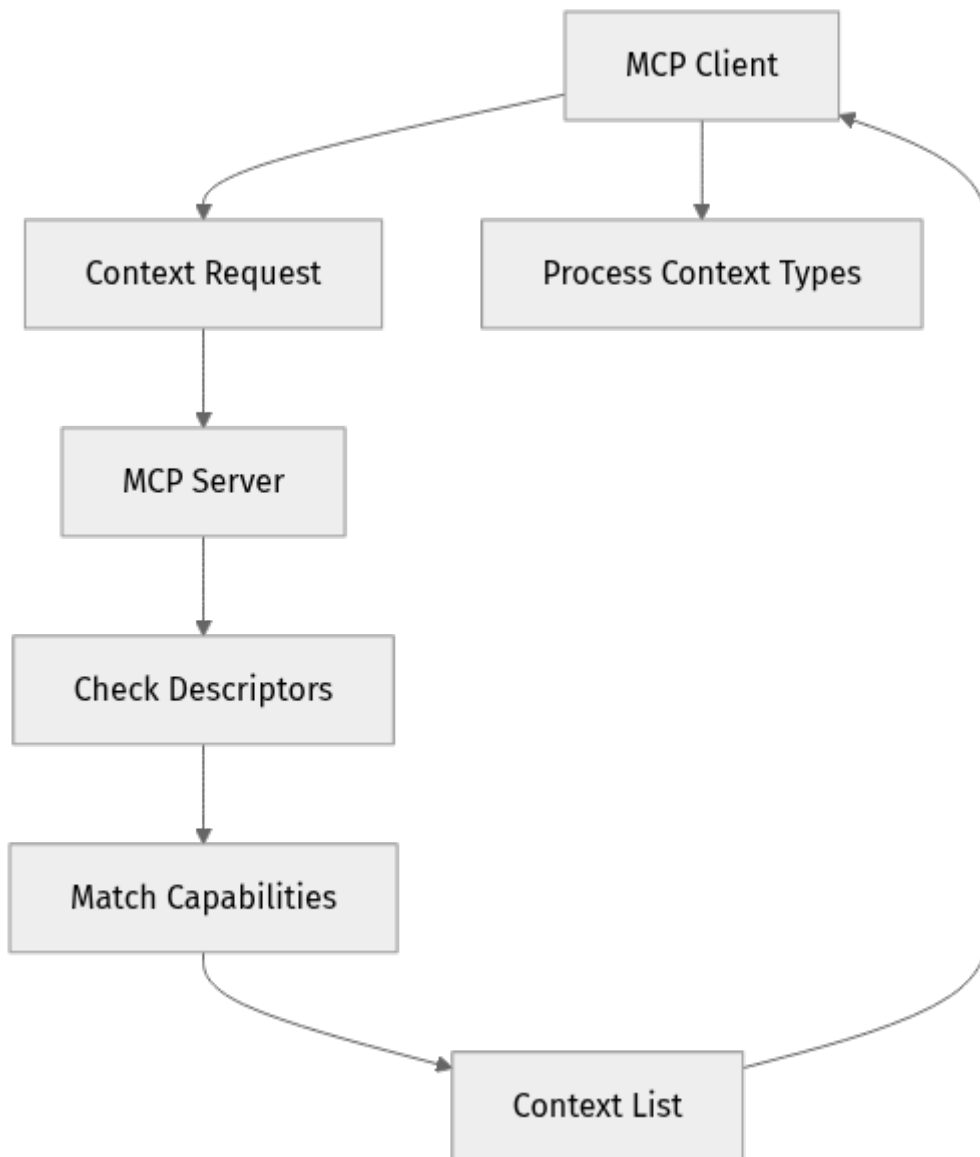 MCP Client
Context Request
Process Context Types
MCP Server
Check Descriptors
Match Capabilities
Context List